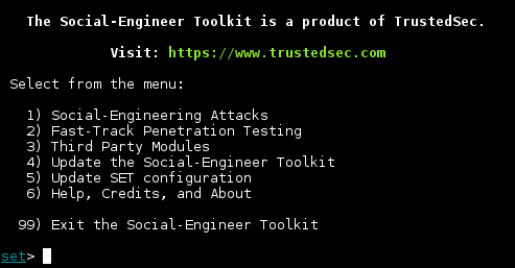 The Social-Engineer Toolkit is a product of TrustedSec.
Visit: https://www.trustedsec.com
Select from the menu:
1) Social-Engineering Attacks
2) Fast-Track Penetration Testing
3) Third Party Modules
4) Update the Social-Engineer Toolkit
5) Update SET configuration
6) Help, Credits, and About
99) Exit the Social-Engineer Toolkit
set>